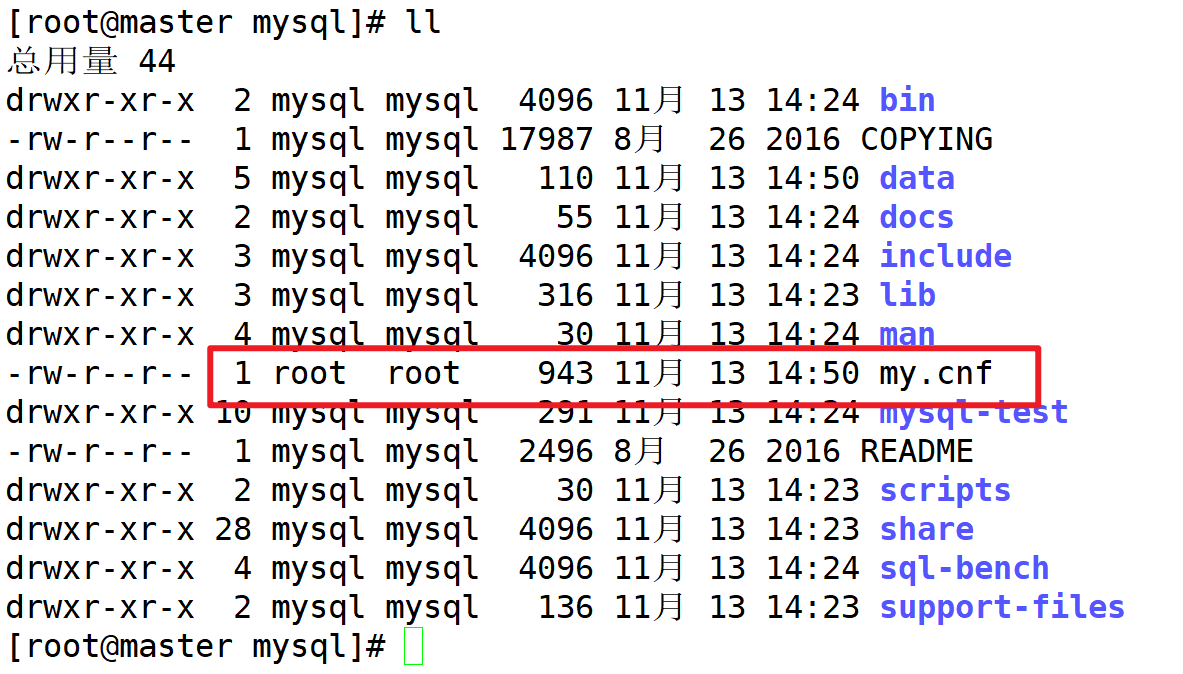 [root@master mysql]# ll
总用量 44
drwxr-xr-x  2 mysql mysql  4096 11月 13 14:24 bin
-rw-r--r--  1 mysql mysql 17987 8月  26 2016 COPYING
drwxr-xr-x  5 mysql mysql   110 11月 13 14:50 data
drwxr-xr-x  2 mysql mysql    55 11月 13 14:24 docs
drwxr-xr-x  3 mysql mysql  4096 11月 13 14:24 include
drwxr-xr-x  3 mysql mysql   316 11月 13 14:23 lib
drwxr-xr-x  4 mysql mysql    30 11月 13 14:24 man
-rw-r--r--  1 root  root    943 11月 13 14:50 my.cnf
drwxr-xr-x 10 mysql mysql   291 11月 13 14:24 mysql-test
-rw-r--r--  1 mysql mysql  2496 8月  26 2016 README
drwxr-xr-x  2 mysql mysql    30 11月 13 14:23 scripts
drwxr-xr-x 28 mysql mysql  4096 11月 13 14:23 share
drwxr-xr-x  4 mysql mysql  4096 11月 13 14:24 sql-bench
drwxr-xr-x  2 mysql mysql   136 11月 13 14:23 support-files
[root@master mysql]#